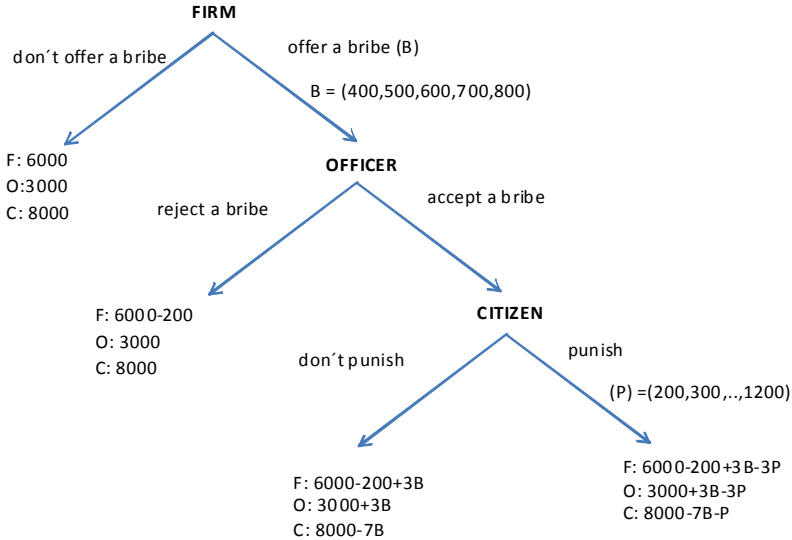 FIRM
don´t offer a bribe
offer a bribe (B)
B = (400,500,600,700,800)
F: 6000
O:3000
C: 8000
OFFICER
reject a bribe
accept a bribe
F: 6000-200
O: 3000
C: 8000
CITIZEN
don´t punish
punish
(P) =(200,300,..,1200)
F: 6000-200+3B
O: 3000+3B
C: 8000-7B
F: 6000-200+3B-3P
O: 3000+3B-3P
C: 8000-7B-P